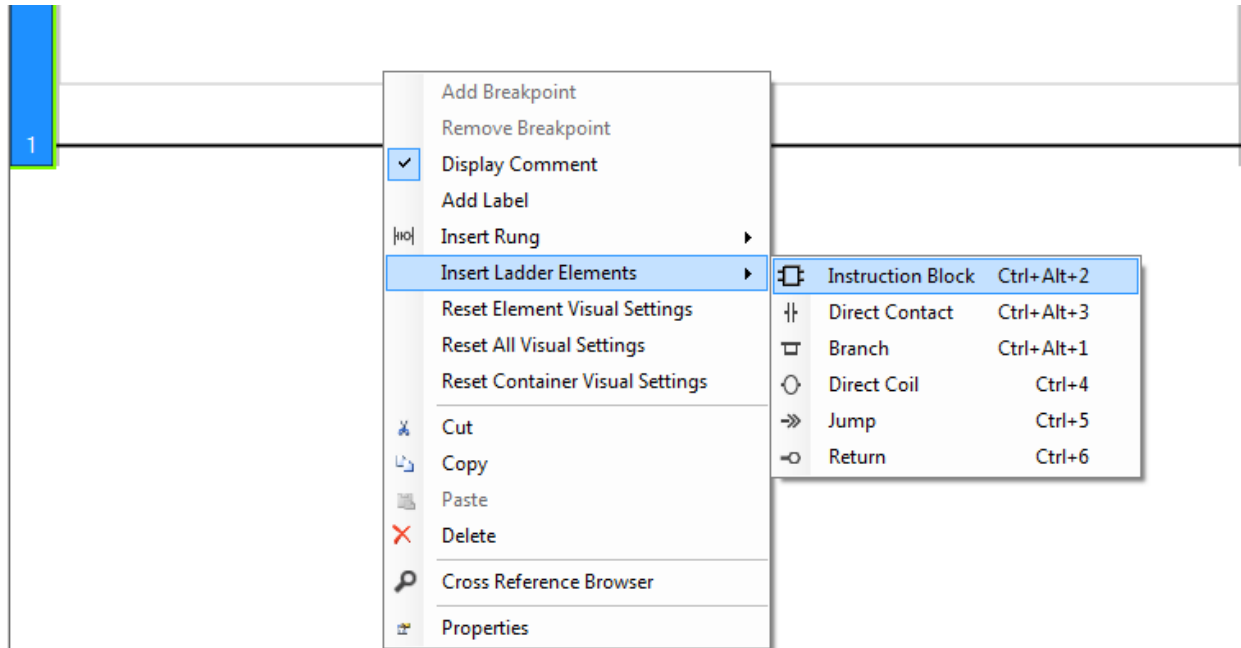 1
Add Breakpoint
Remove Breakpoint
Display Comment
Add Label
Insert Rung
Insert Ladder Elements
Reset Element Visual Settings
Reset All Visual Settings
Reset Container Visual Settings
Cut
Copy
Paste
Delete
Cross Reference Browser
Properties
Instruction Block Ctrl+Alt+2
Direct Contact Ctrl+Alt+3
Branch Ctrl+Alt+1
Direct Coil Ctrl+4
Jump Ctrl+5
Return Ctrl+6